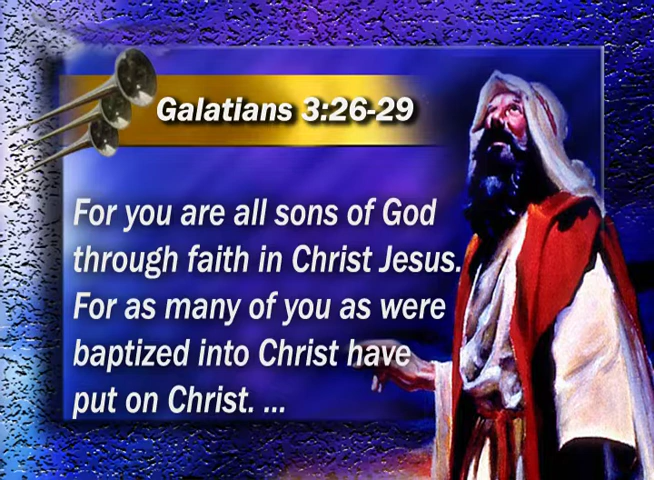 Galatians 3:26-29
For you are all sons of God
through faith in Christ Jesus.
For as many of you as were
baptized into Christ have
put on Christ. ...